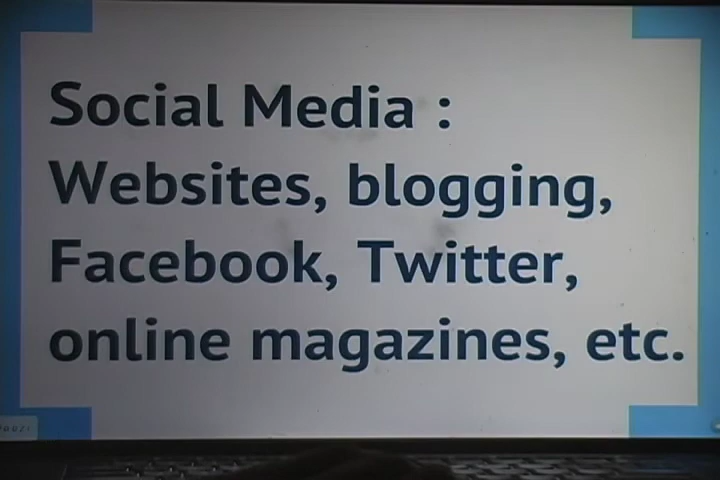 Social Media :
Websites, blogging,
Facebook, Twitter,
online magazines, etc.